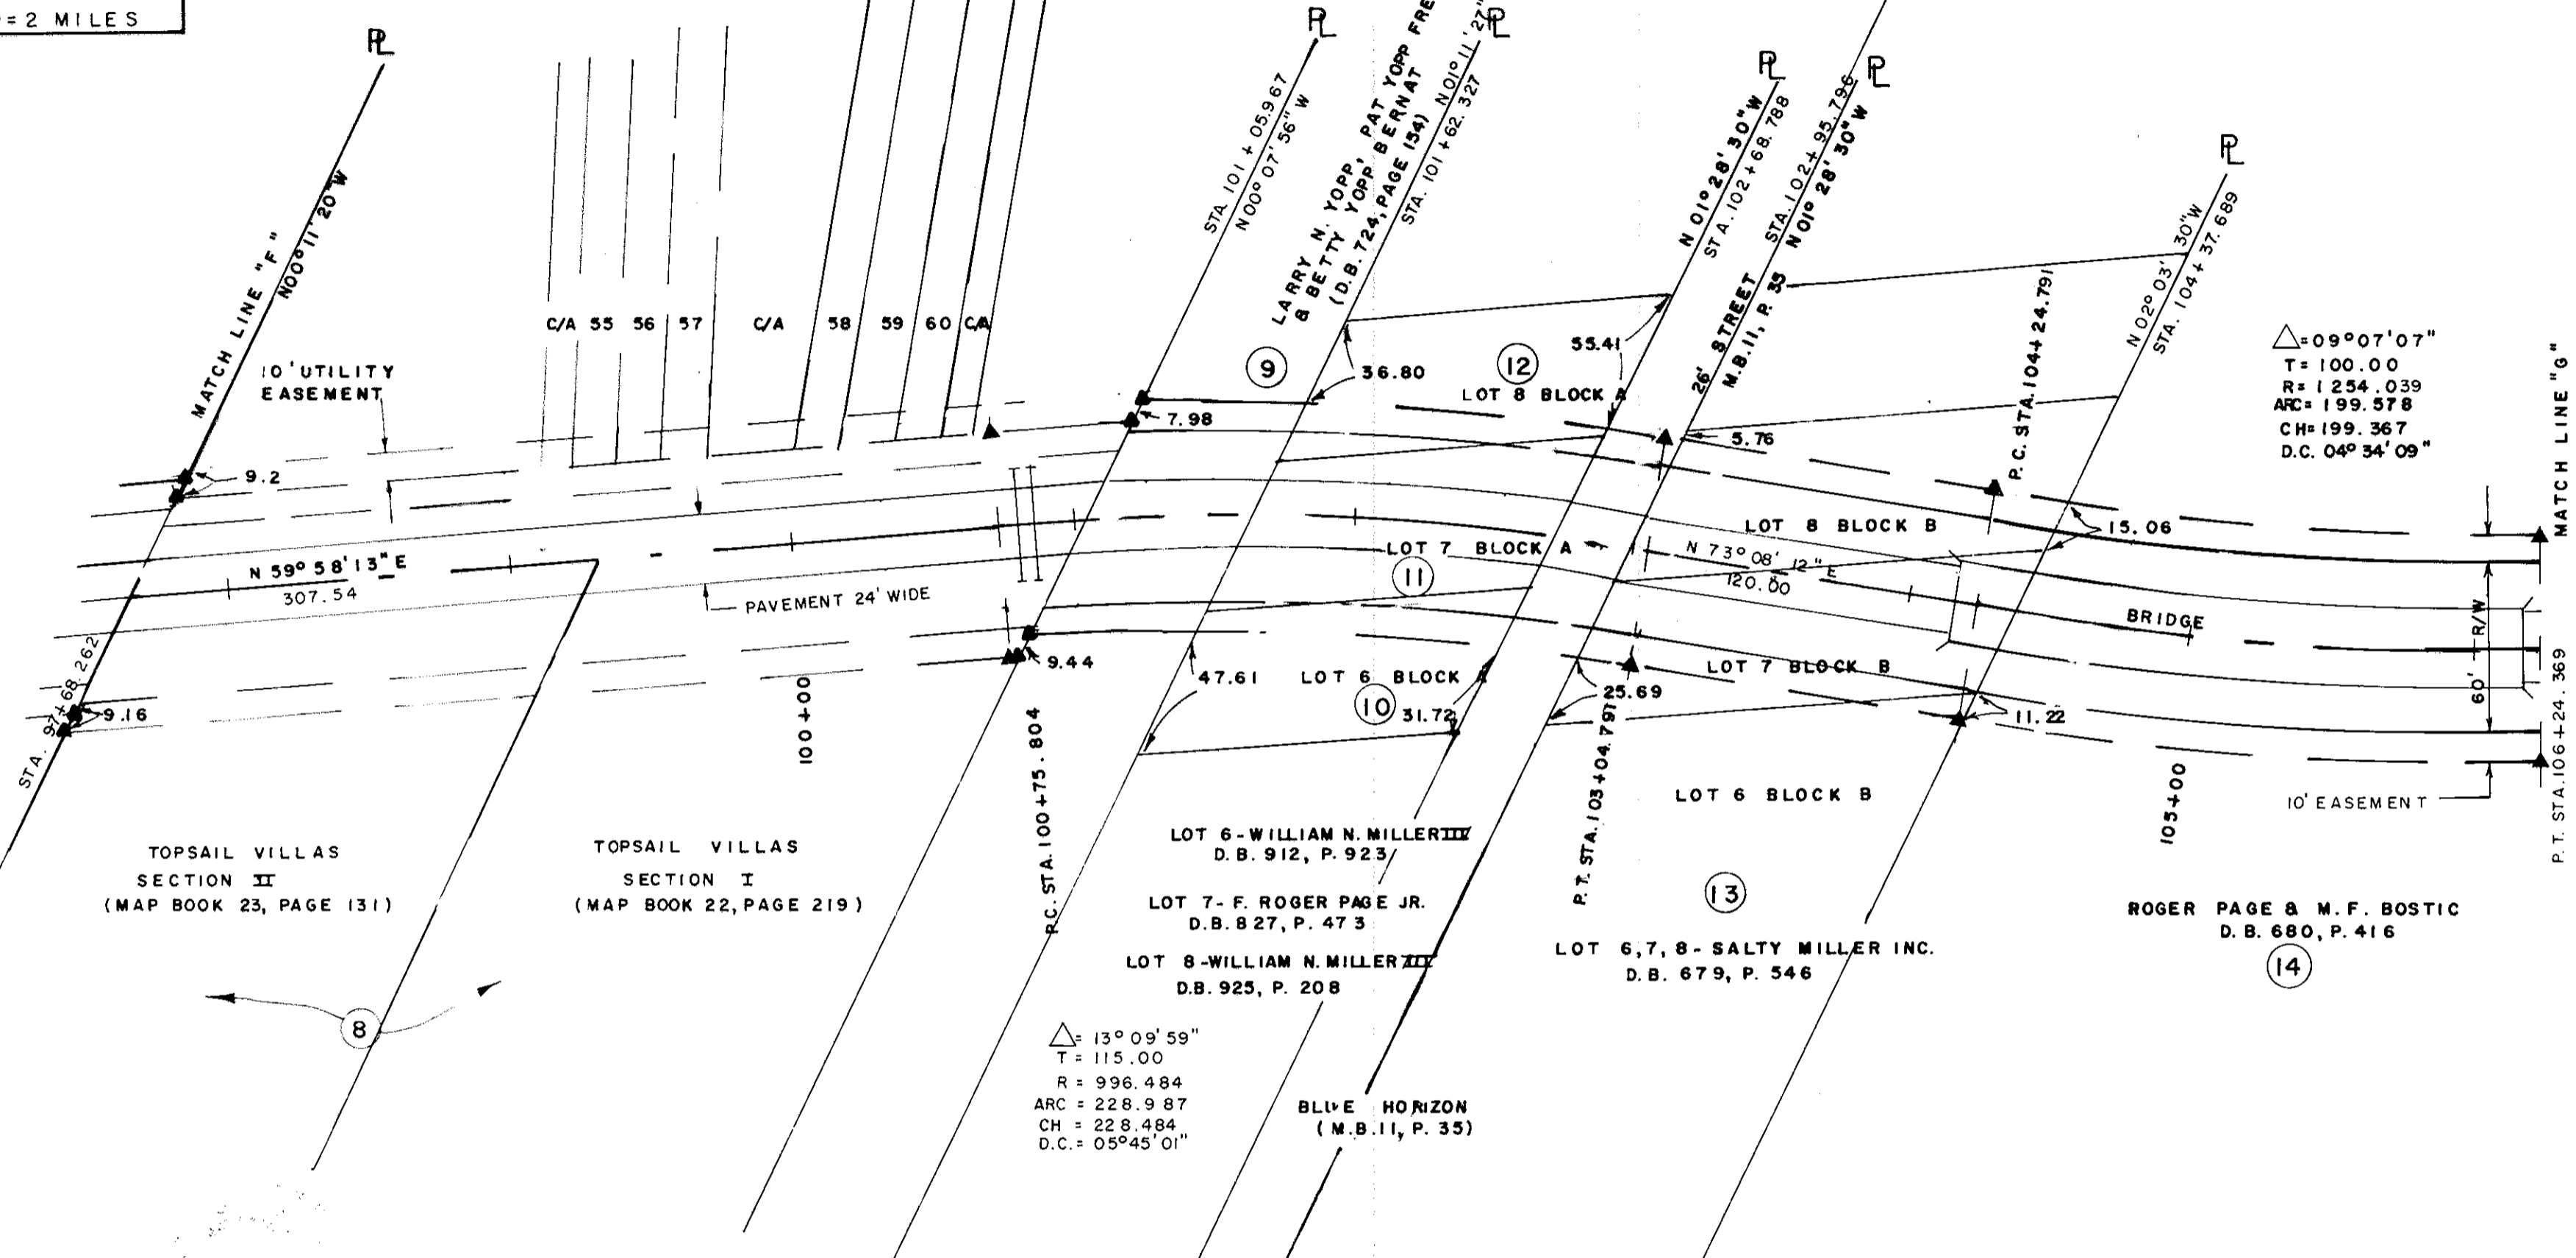 = 2 MILES
PL
MATCH LINE "F"
N00°11'20"W
10' UTILITY
EASEMENT
9.2
N 59°58'13" E
307.54
STA. 97+68.262
9.16
C/A 55 56 57 C/A 58 59 60 C/A
PAVEMENT 24' WIDE
100+00
TOPSAIL VILLAS
SECTION II
(MAP BOOK 23, PAGE 131)
TOPSAIL VILLAS
SECTION I
(MAP BOOK 22, PAGE 219)
8
PL
STA. 101+05.967
N00°07'56"W
7.98
9.44
P.C. STA. 100+75.804
9
LARRY N. YOPP, PAT YOPP FRE
& BETTY YOPP BERNAT
(D.B. 724, PAGE 154)
PL
N01°11'27"
STA. 101+62.327
36.80
12
LOT 8 BLOCK A
55.41
PL
N 01°28'30"W
STA. 102+68.788
PL
STA. 102+95.796
N01°28'30"W
26' STREET
M.B.11, P. 35
5.76
LOT 7 BLOCK A
11
N 73°08'12"E
120.00
LOT 8 BLOCK B
P.C. STA. 104+24.791
PL
N 02°03'30"W
STA. 104+37.689
15.06
BRIDGE
47.61
LOT 6 BLOCK A
10
31.72
25.69
LOT 7 BLOCK B
11.22
P.T. STA. 103+04.791
LOT 6 BLOCK B
LOT 6-WILLIAM N. MILLER III
D.B. 912, P. 923
LOT 7- F. ROGER PAGE JR.
D.B. 827, P. 473
LOT 8-WILLIAM N. MILLER III
D.B. 925, P. 208
△= 13°09'59"
T = 115.00
R = 996.484
ARC = 228.987
CH = 228.484
D.C.= 05°45'01"
BLUE HORIZON
(M.B.11, P. 35)
13
LOT 6,7,8- SALTY MILLER INC.
D.B. 679, P. 546
105+00
ROGER PAGE & M.F. BOSTIC
D.B. 680, P. 416
14
△=09°07'07"
T= 100.00
R= 1254.039
ARC= 199.578
CH= 199.367
D.C. 04°34'09"
MATCH LINE "G"
60' R/W
10' EASEMENT
P.T. STA. 106+24.369